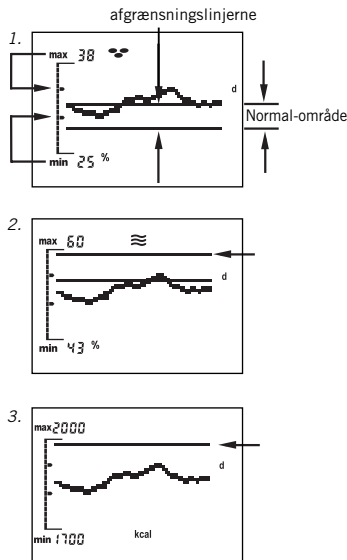 afgrænsningslinjerne
1.
max 38
d
Normal-område
min 25 %
2.
max 60
d
min 43 %
3.
max 2000
d
min 1700
kcal